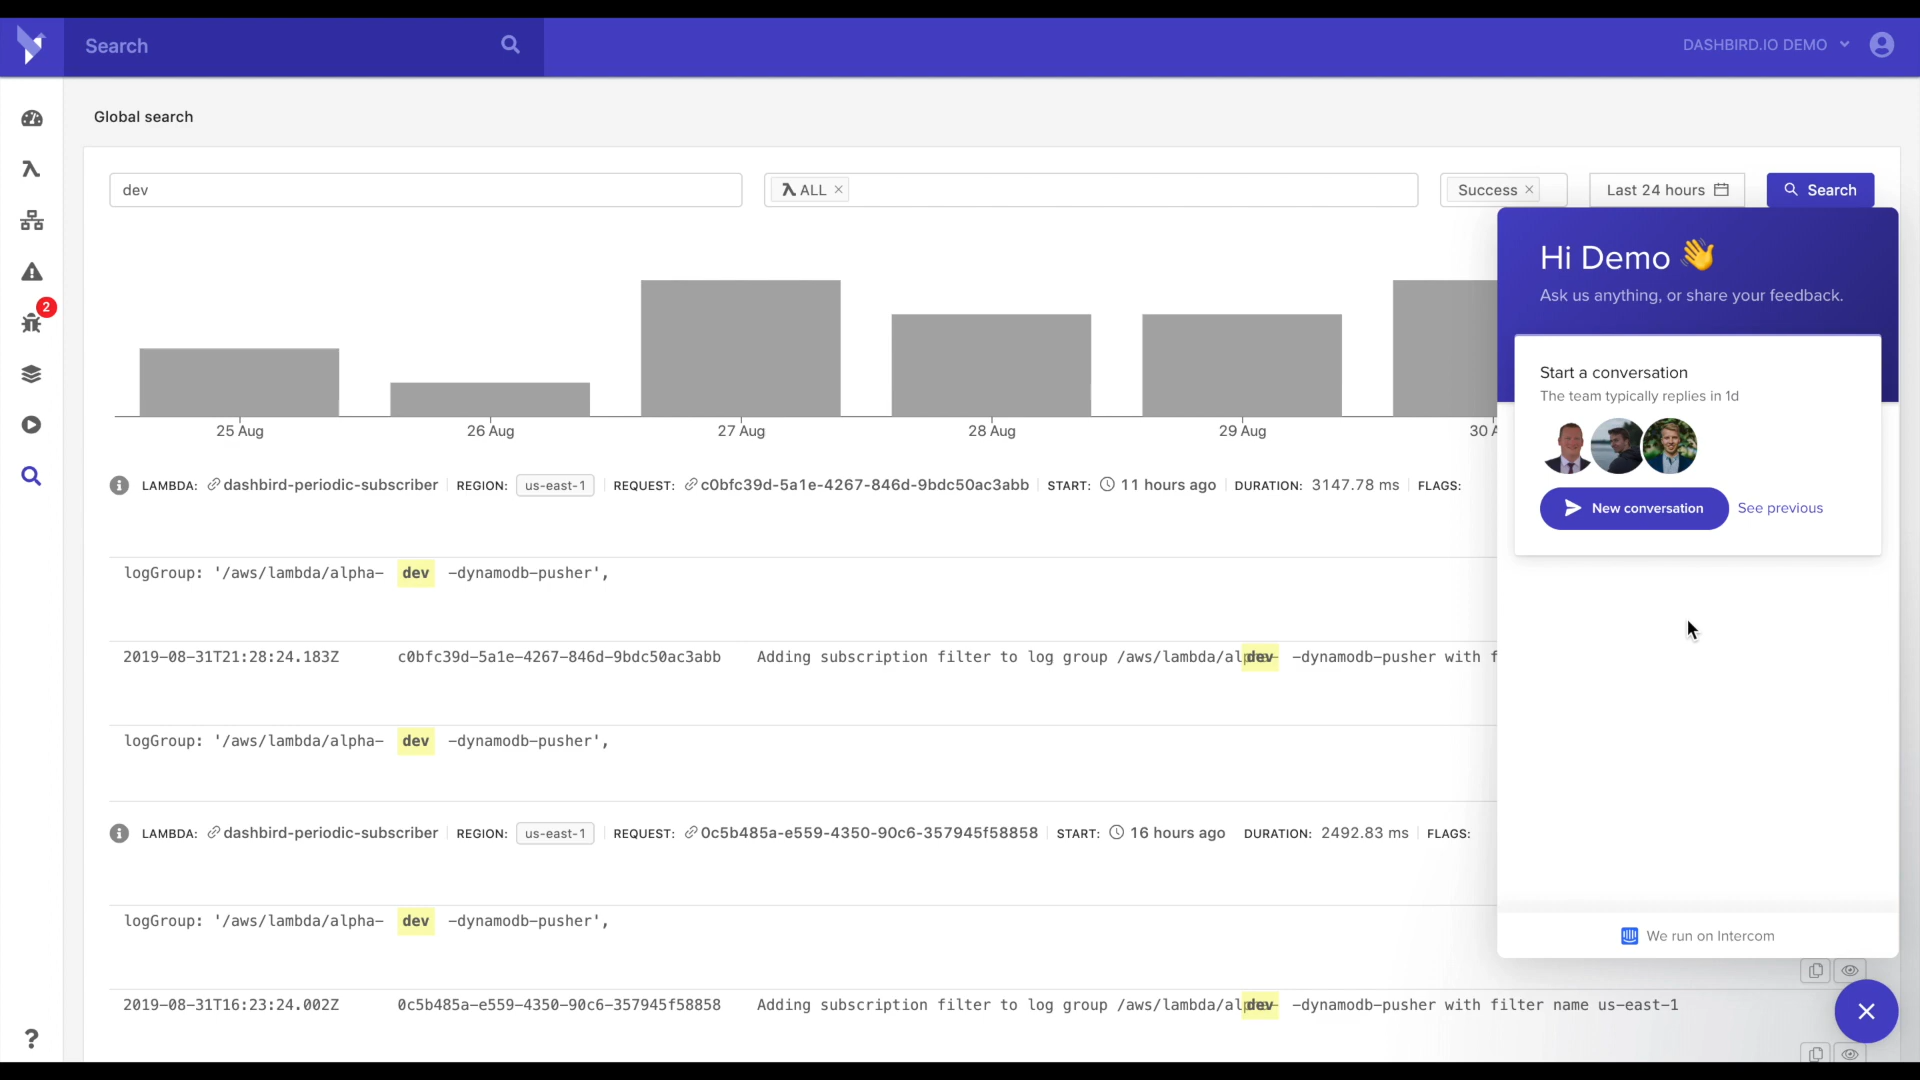 Search
DASHBIRD.IO DEMO
Global search
dev
ALL
Success
Last 24 hours
Search
Hi Demo 👋
Ask us anything, or share your feedback.
Start a conversation
The team typically replies in 1d
New conversation
See previous
We run on Intercom
2
25 Aug
26 Aug
27 Aug
28 Aug
29 Aug
30 A
LAMBDA: dashbird-periodic-subscriber REGION: us-east-1 REQUEST: c0bfc39d-5a1e-4267-846d-9bdc50ac3abb START: 11 hours ago DURATION: 3147.78 ms FLAGS:
logGroup: '/aws/lambda/alpha- dev -dynamodb-pusher',
2019-08-31T21:28:24.183Z c0bfc39d-5a1e-4267-846d-9bdc50ac3abb Adding subscription filter to log group /aws/lambda/al dev -dynamodb-pusher with f
logGroup: '/aws/lambda/alpha- dev -dynamodb-pusher',
LAMBDA: dashbird-periodic-subscriber REGION: us-east-1 REQUEST: 0c5b485a-e559-4350-90c6-357945f58858 START: 16 hours ago DURATION: 2492.83 ms FLAGS:
logGroup: '/aws/lambda/alpha- dev -dynamodb-pusher',
2019-08-31T16:23:24.002Z 0c5b485a-e559-4350-90c6-357945f58858 Adding subscription filter to log group /aws/lambda/al dev -dynamodb-pusher with filter name us-east-1